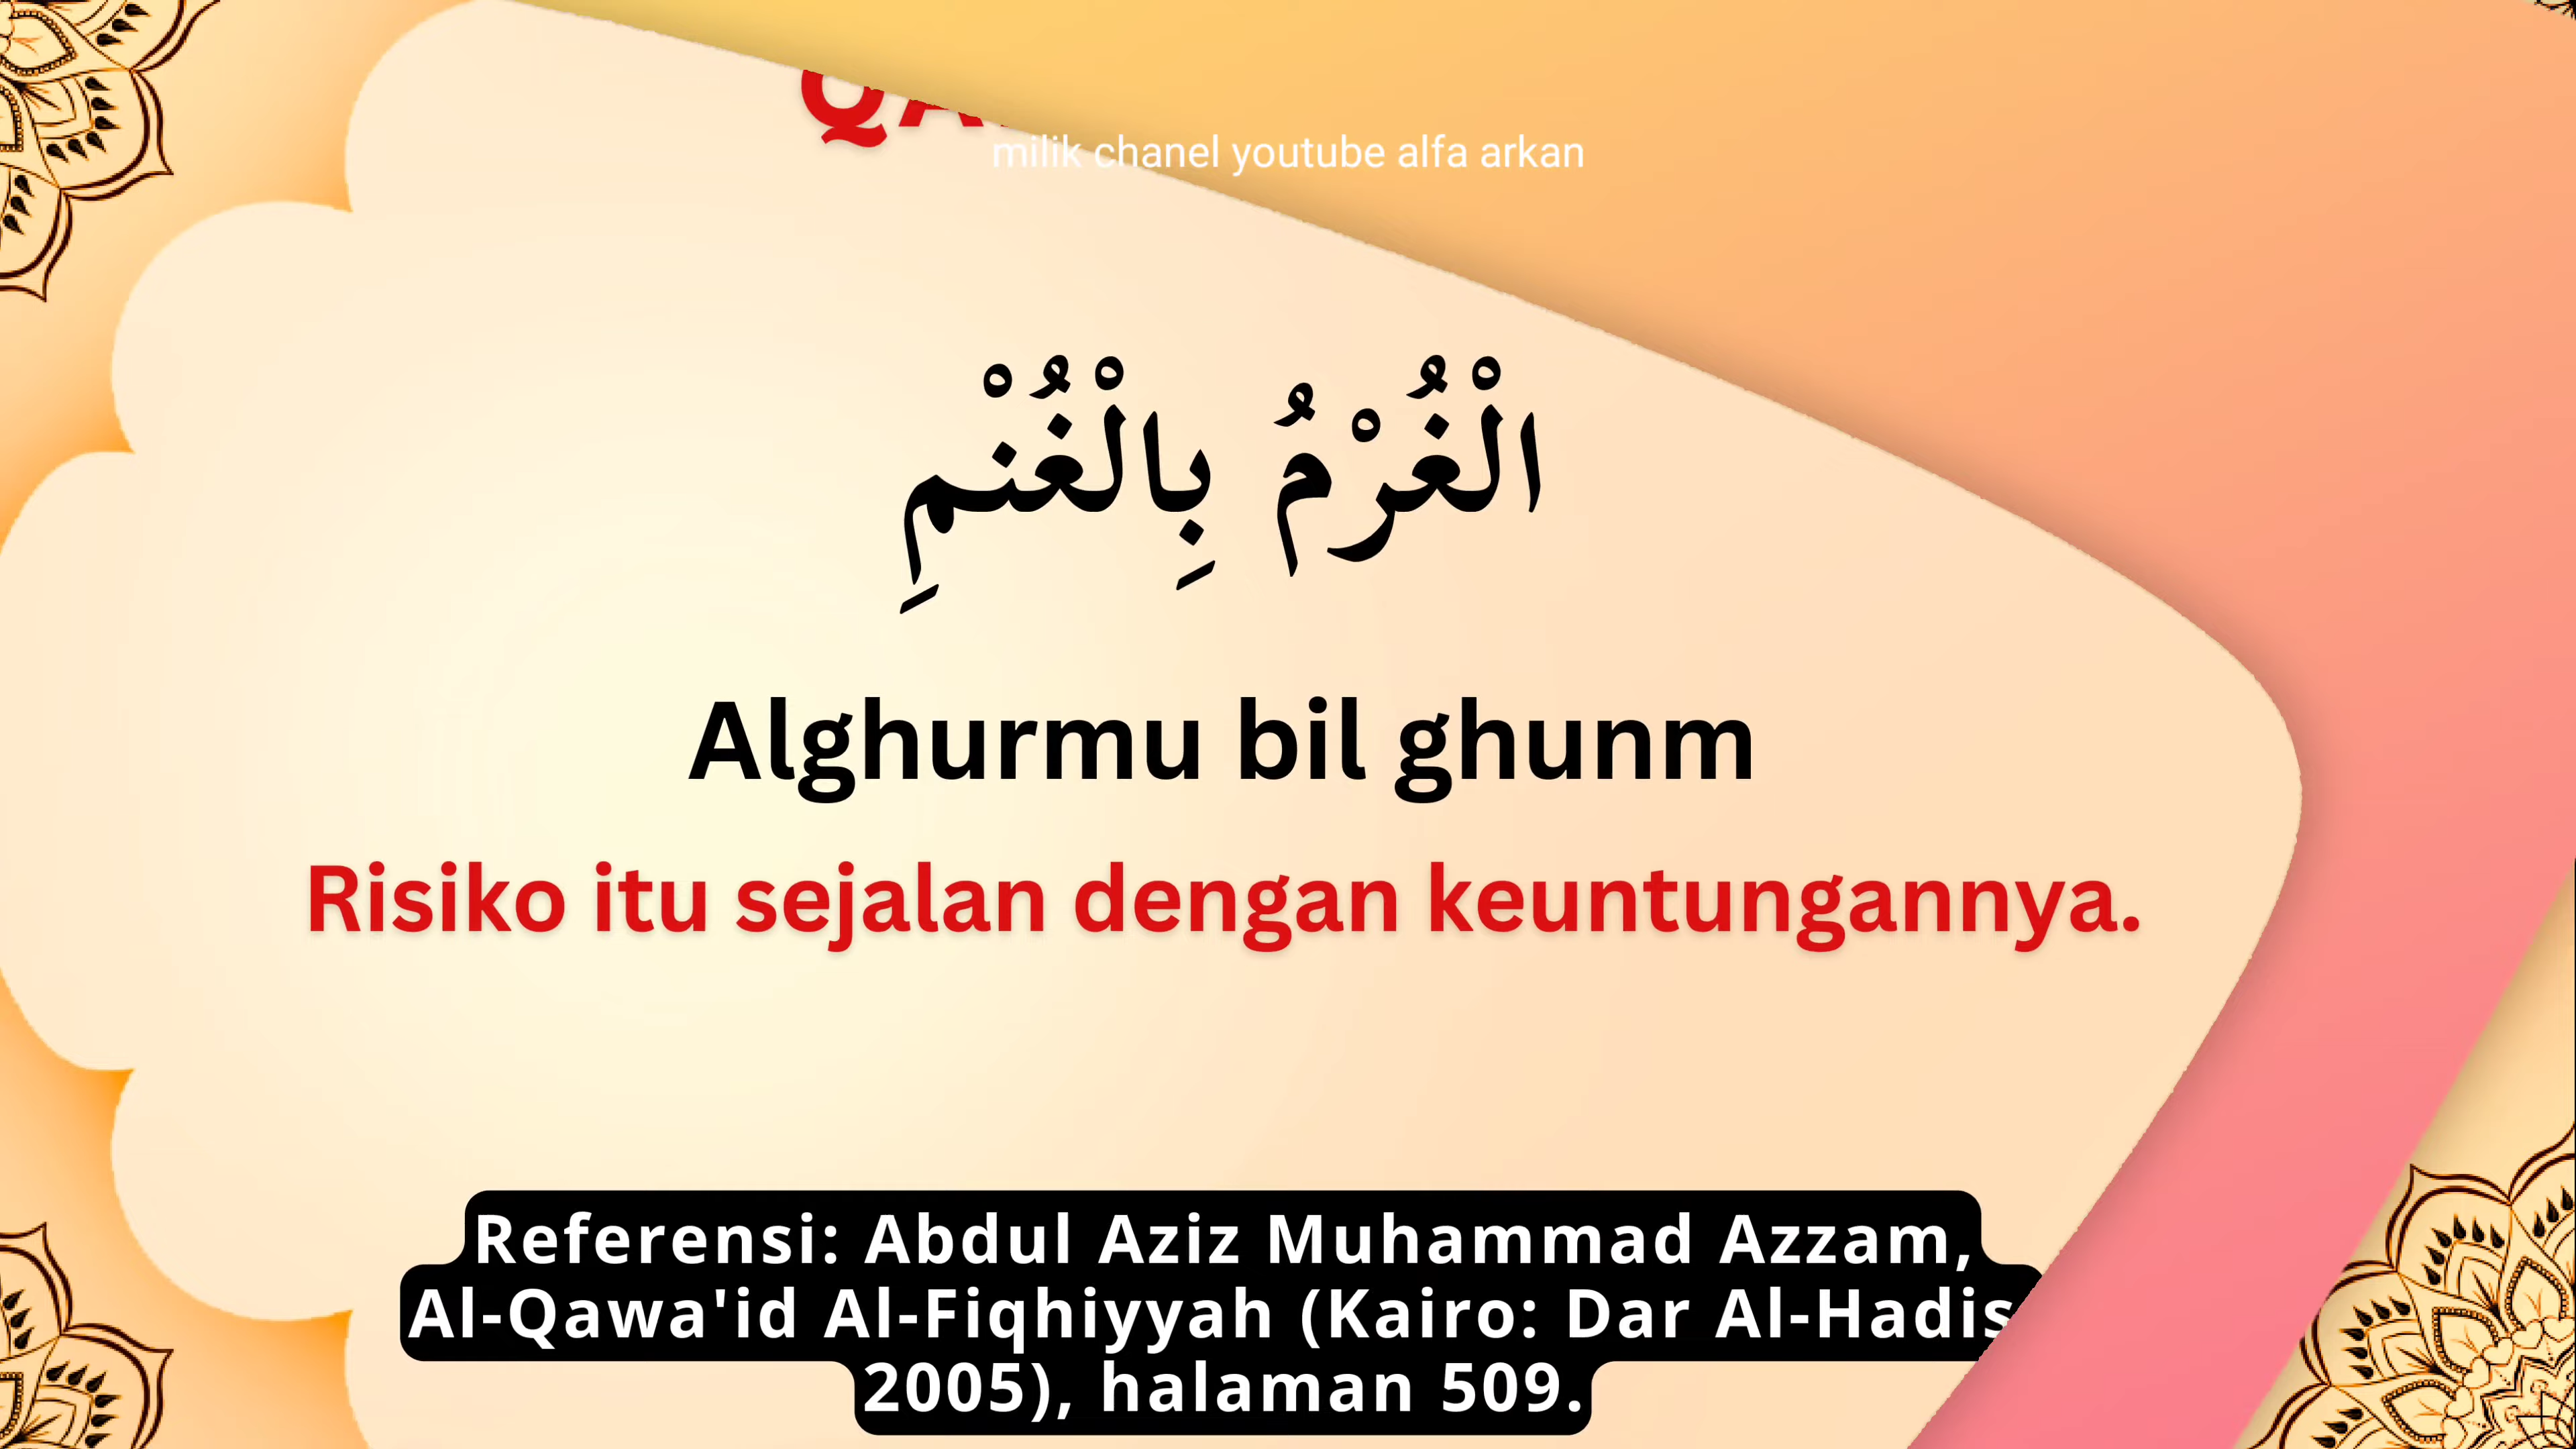 milik chanel youtube alfa arkan
الْغُرْمُ بِالْغُنْمِ
Alghurmu bil ghunm
Risiko itu sejalan dengan keuntungannya.
Referensi: Abdul Aziz Muhammad Azzam,
Al-Qawa'id Al-Fiqhiyyah (Kairo: Dar Al-Hadis
2005), halaman 509.